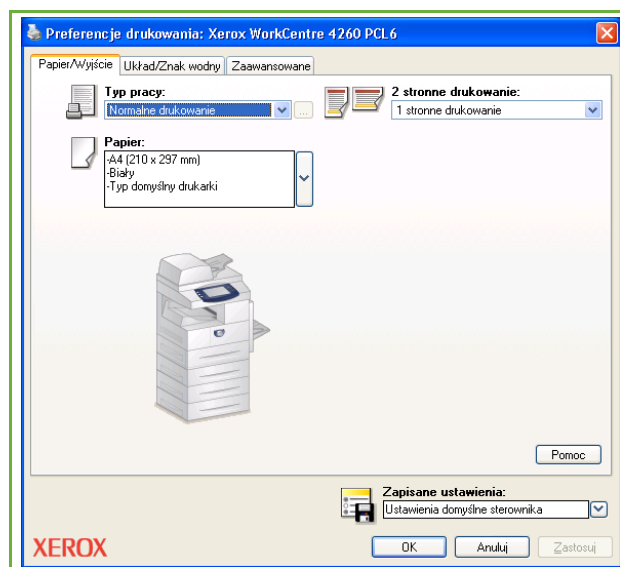 Preferencje drukowania: Xerox WorkCentre 4260 PCL6
Papier/Wyjście Układ/Znak wodny Zaawansowane
Typ pracy:
Normalne drukowanie
...
2 stronne drukowanie:
1 stronne drukowanie
Papier:
-A4 (210 x 297 mm)
-Biały
-Typ domyślny drukarki
Pomoc
Zapisane ustawienia:
Ustawienia domyślne sterownika
XEROX
OK Anuluj Zastosuj